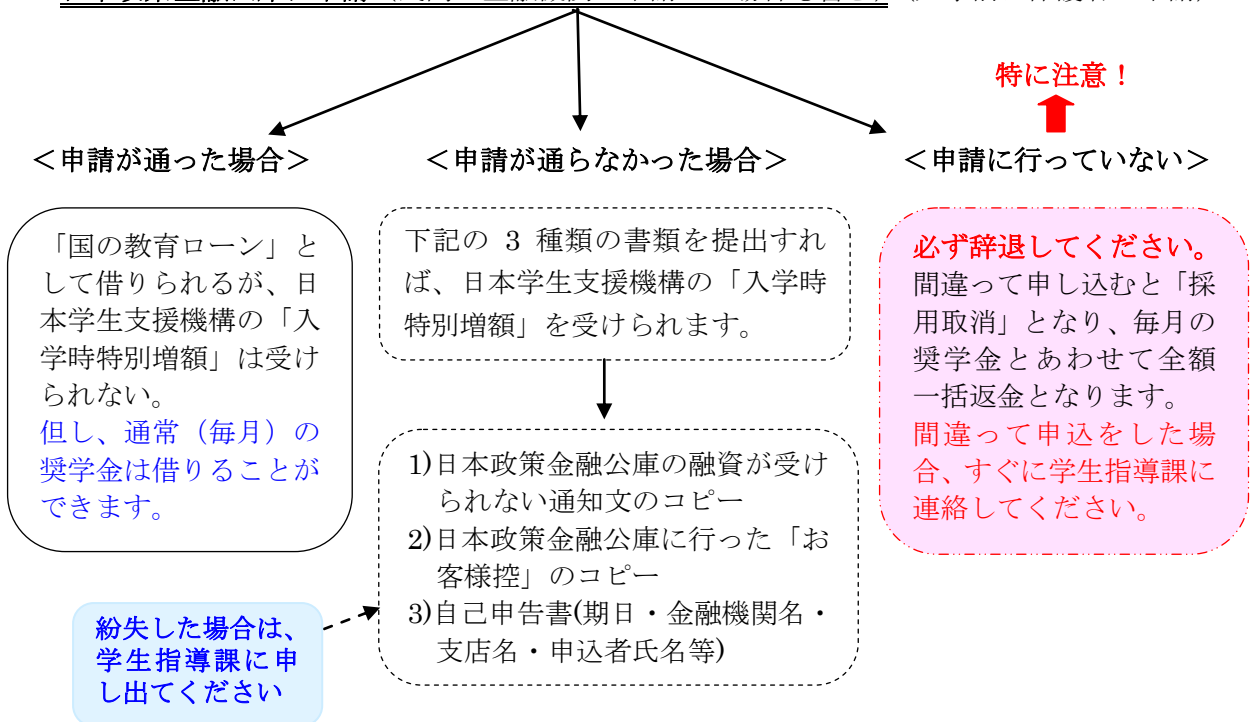 特に注意！
＜申請が通った場合＞
＜申請が通らなかった場合＞
＜申請に行っていない＞
「国の教育ローン」と
して借りられるが、日
本学生支援機構の「入
学時特別増額」は受け
られない。
但し、通常（毎月）の
奨学金は借りることが
できます。
下記の 3 種類の書類を提出すれ
ば、日本学生支援機構の「入学時
特別増額」を受けられます。
必ず辞退してください。
間違って申し込むと「採
用取消」となり、毎月の
奨学金とあわせて全額
一括返金となります。
間違って申込をした場
合、すぐに学生指導課に
連絡してください。
1)日本政策金融公庫の融資が受け
られない通知文のコピー
2)日本政策金融公庫に行った「お
客様控」のコピー
3)自己申告書(期日・金融機関名・
支店名・申込者氏名等)
紛失した場合は、
学生指導課に申
し出てください